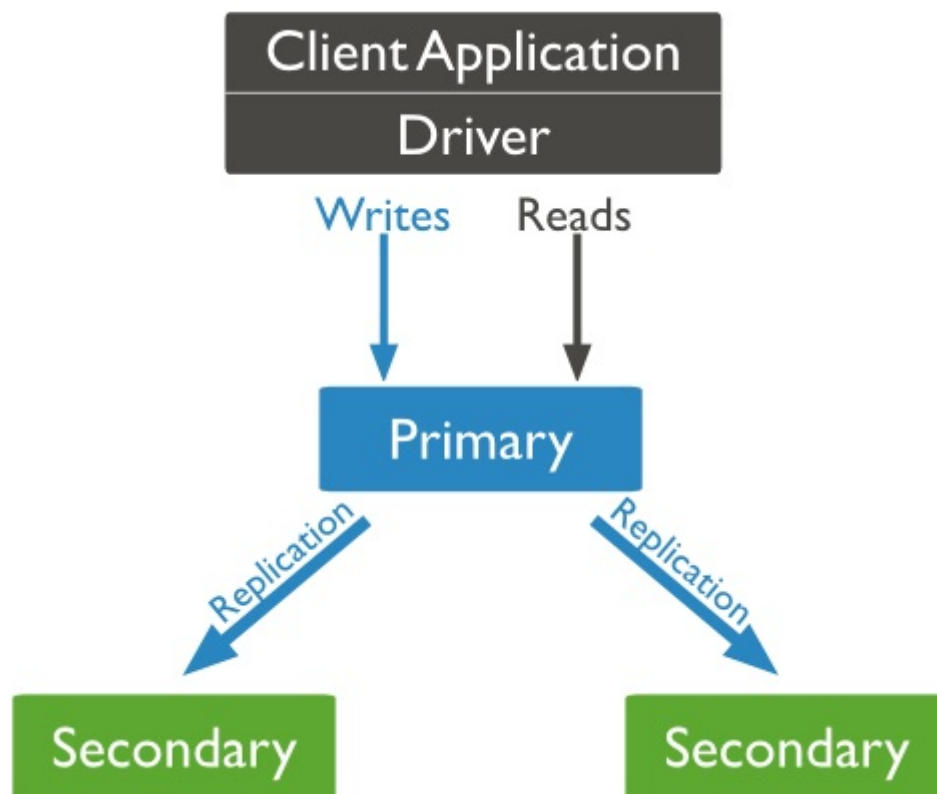 Client Application
Driver
Writes
Reads
Primary
Replication
Replication
Secondary
Secondary